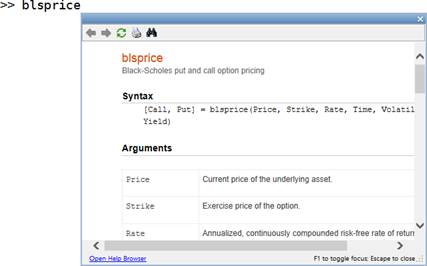 >> blsprice
blsprice
Black-Scholes put and call option pricing
Syntax
[Call, Put] = blsprice(Price, Strike, Rate, Time, Volatil
Yield)
Arguments
Price Current price of the underlying asset.
Strike Exercise price of the option.
Rate Annualized, continuously compounded risk-free rate of return
Open Help Browser F1 to toggle focus; Escape to close